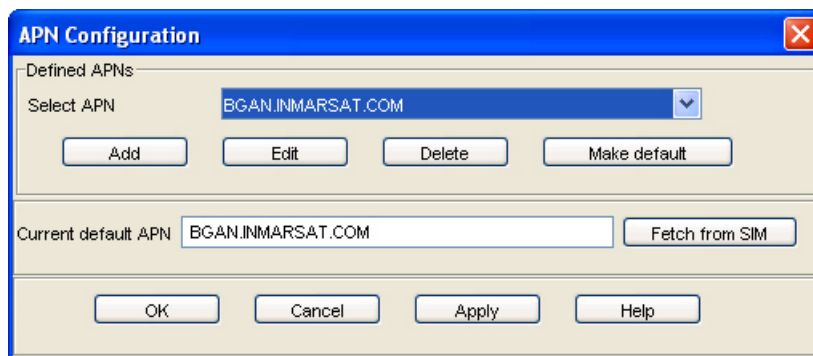 APN Configuration
Defined APNs
Select APN BGAN.INMARSAT.COM
Add Edit Delete Make default
Current default APN BGAN.INMARSAT.COM Fetch from SIM
OK Cancel Apply Help